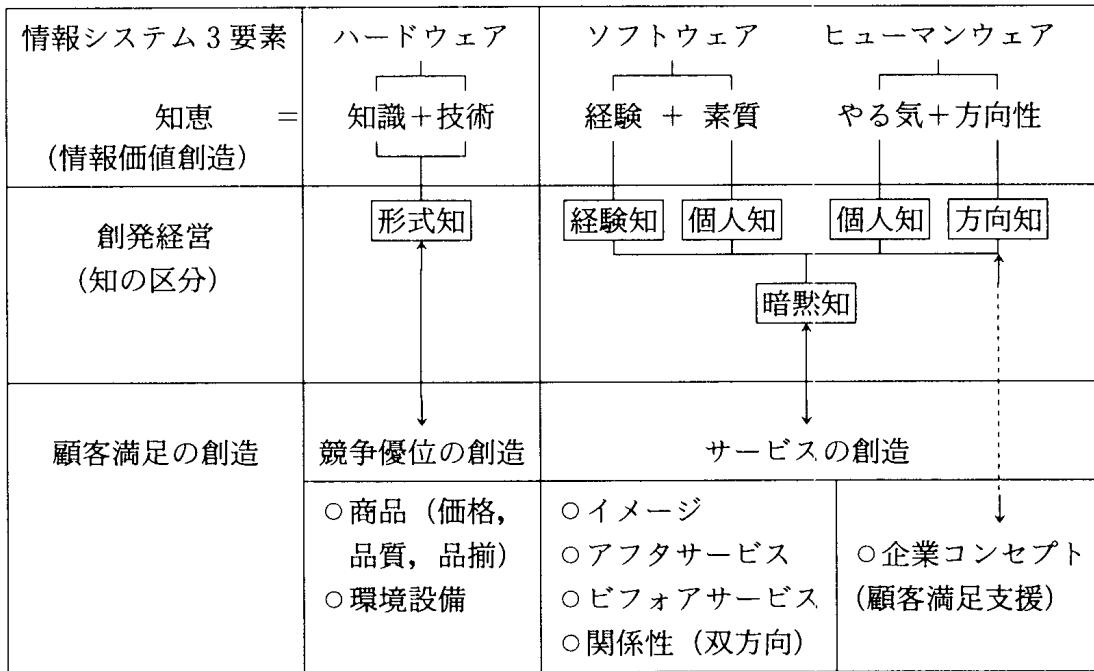 情報システム3要素 ハードウェア ソフトウェア ヒューマンウェア
知恵 = 知識+技術 経験 + 素質 やる気+方向性
(情報価値創造)
形式知 経験知 個人知 個人知 方向知
創発経営
(知の区分)
暗黙知
顧客満足の創造 競争優位の創造 サービスの創造
○商品(価格,
品質,品揃)
○環境設備
○イメージ
○アフタサービス
○ビフォアサービス
○関係性(双方向)
○企業コンセプト
(顧客満足支援)